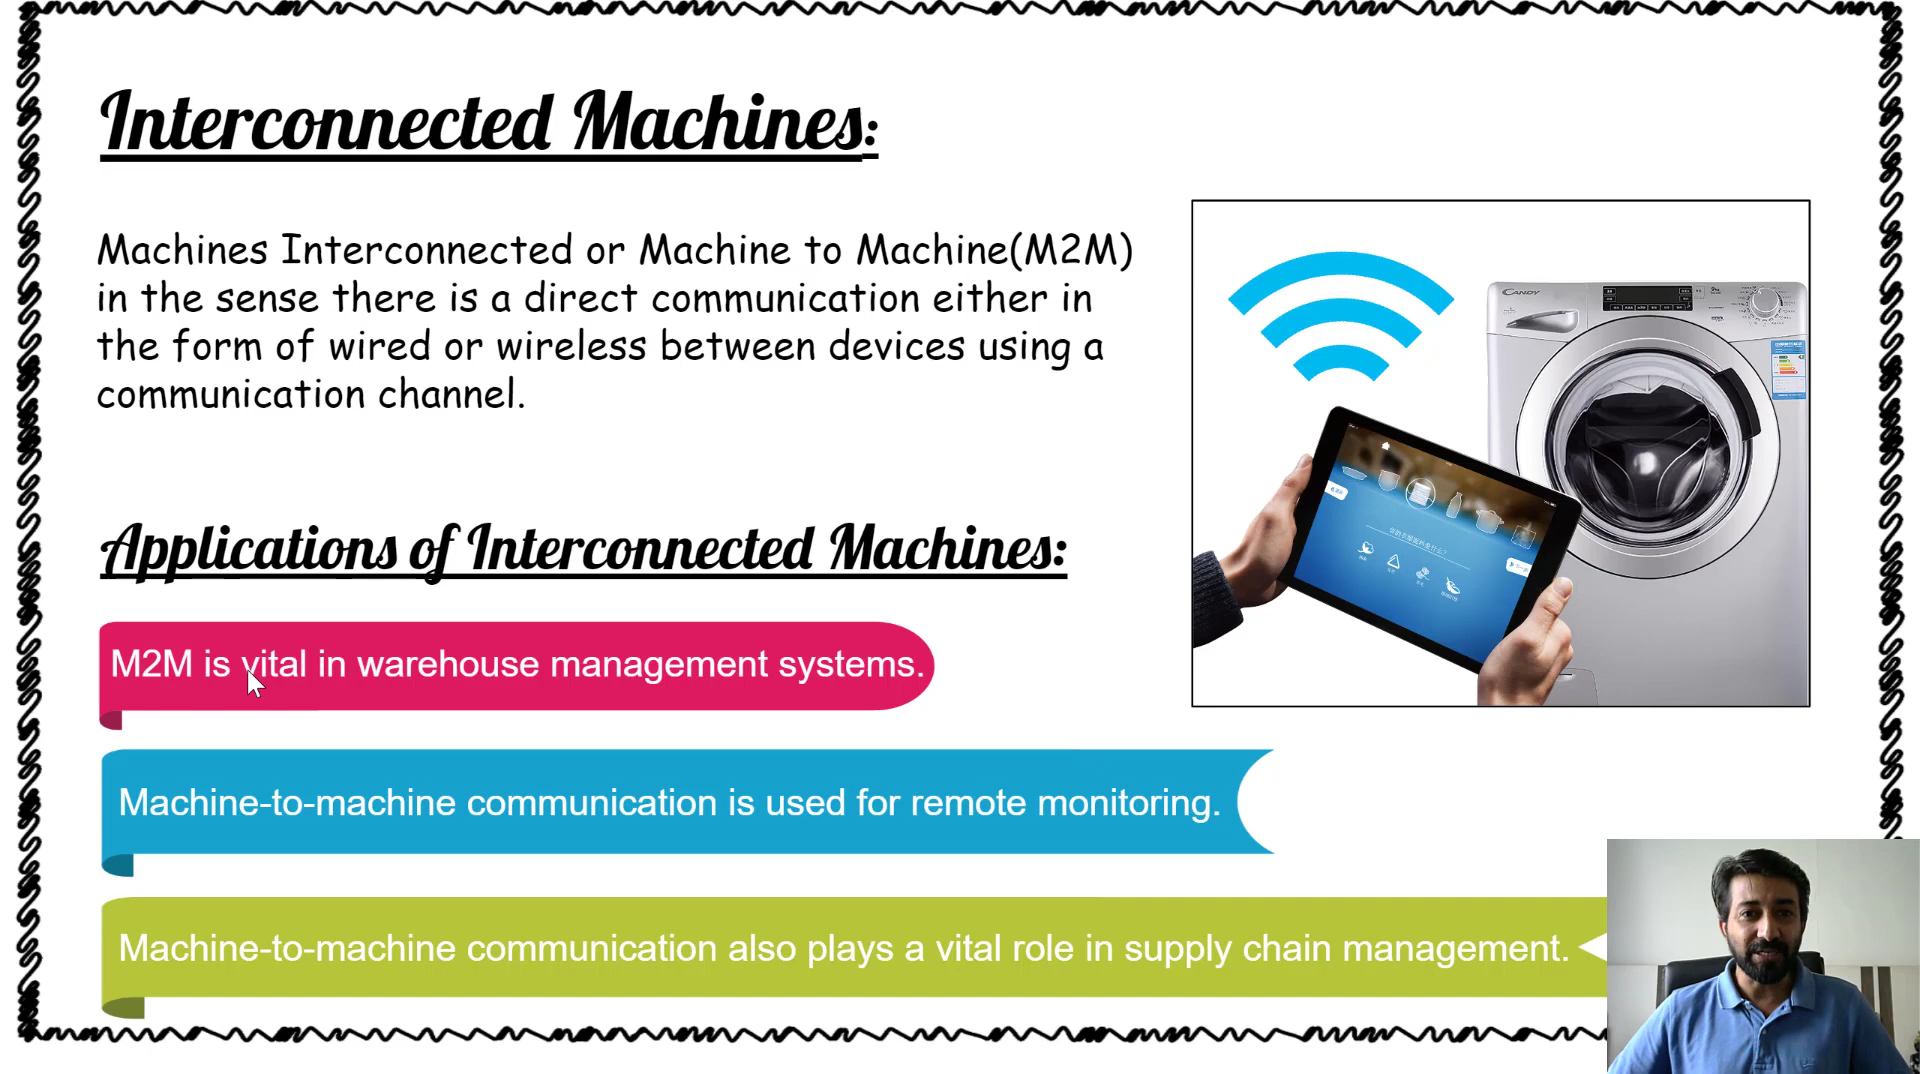 Interconnected Machines:
Machines Interconnected or Machine to Machine(M2M)
in the sense there is a direct communication either in
the form of wired or wireless between devices using a
communication channel.
CANDY
Applications of Interconnected Machines:
M2M is vital in warehouse management systems.
Machine-to-machine communication is used for remote monitoring.
Machine-to-machine communication also plays a vital role in supply chain management.